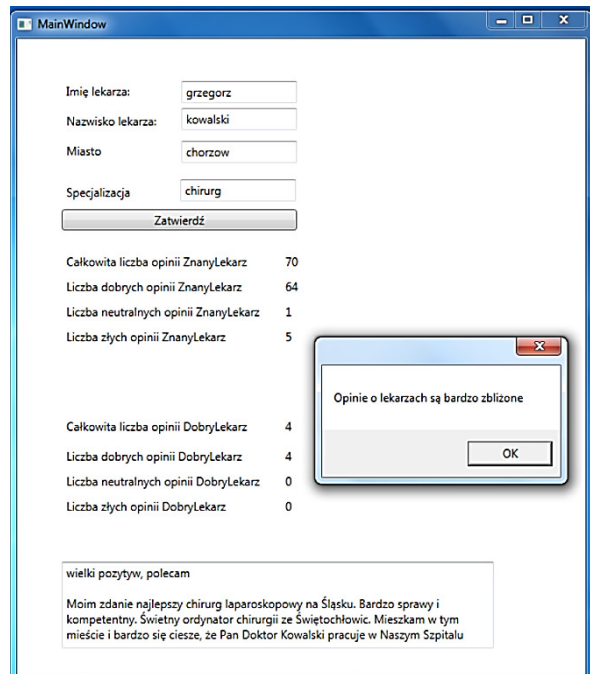 MainWindow
Imię lekarza: grzegorz
Nazwisko lekarza: kowalski
Miasto chorzow
Specjalizacja chirurg
Zatwierdź
Całkowita liczba opinii ZnanyLekarz 70
Liczba dobrych opinii ZnanyLekarz 64
Liczba neutralnych opinii ZnanyLekarz 1
Liczba złych opinii ZnanyLekarz 5
Opinie o lekarzach są bardzo zbliżone
OK
Całkowita liczba opinii DobryLekarz 4
Liczba dobrych opinii DobryLekarz 4
Liczba neutralnych opinii DobryLekarz 0
Liczba złych opinii DobryLekarz 0
wielki pozytyw, polecam
Moim zdanie najlepszy chirurg laparoskopowy na Śląsku. Bardzo sprawy i
kompetentny. Świetny ordynator chirurgii ze Świętochłowic. Mieszkam w tym
mieście i bardzo się ciesze, że Pan Doktor Kowalski pracuje w Naszym Szpitalu